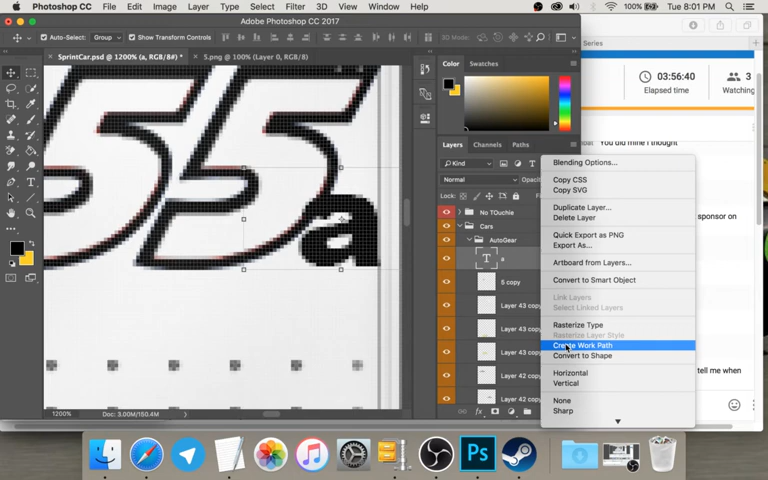 Photoshop CC File Edit Image Layer Type Select Filter 3D View Window Help 100% Tue 8:01 PM
Adobe Photoshop CC 2017
Auto-Select: Group Show Transform Controls 3D Mode:
SprintCar.psd @ 1200% (a, RGB/8#) * 5.png @ 100% (Layer 0, RGB/8)
Series
Color Swatches
03:56:40 3
Elapsed time Watching
You did mine I thought
Layers Channels Paths
Kind
Normal Opacit
Lock:
No TOuchie
Cars
AutoGear
T a
5 copy
Layer 43 copy
Layer 43 copy
Layer 43 copy
Layer 42 copy
Layer 42 copy
Blending Options...
Copy CSS
Copy SVG
Duplicate Layer...
Delete Layer
Quick Export as PNG
Export As...
Artboard from Layers...
Convert to Smart Object
Link Layers
Select Linked Layers
Rasterize Type
Rasterize Layer Style
Create Work Path
Convert to Shape
Horizontal
Vertical
None
Sharp
sponsor on
tell me when
55a
1200% Doc: 3.00M/150.4M
Ps